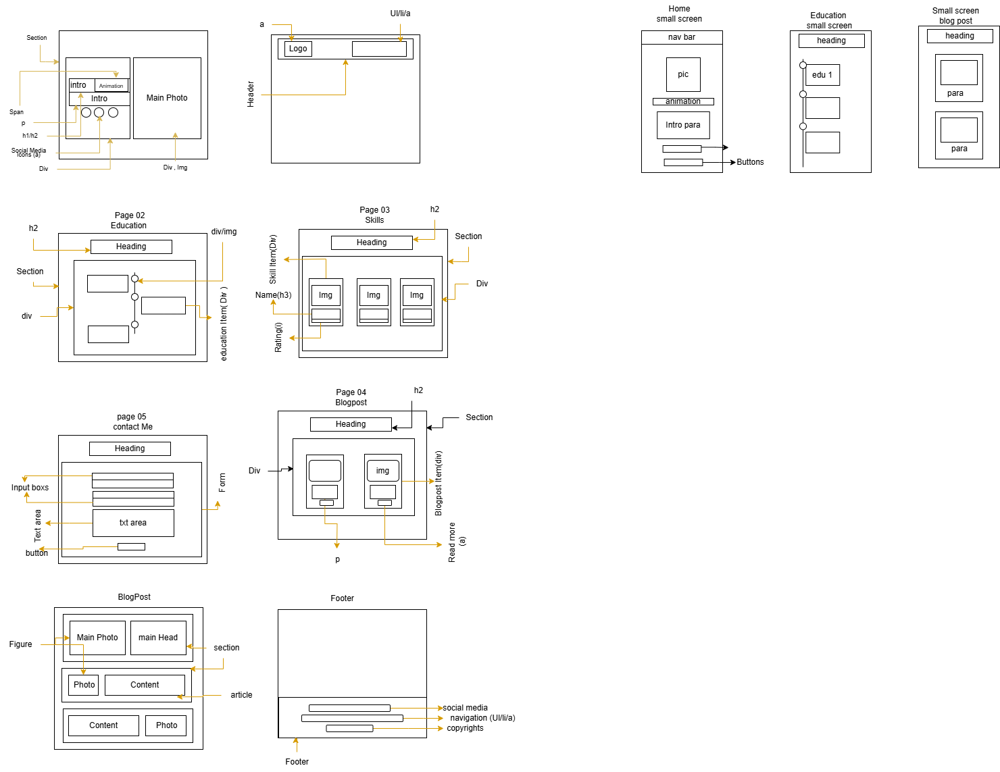 Section
intro
Animation
Intro
Main Photo
Span
p
h1/h2
Social Media
Icons (a)
Div
Div , Img
a
Ul/li/a
Logo
Header
Home
small screen
nav bar
pic
animation
Intro para
Buttons
Education
small screen
heading
edu 1
Small screen
blog post
heading
para
para
Page 02
Education
h2
div/img
Heading
Section
div
education Item( Div )
Page 03
Skills
h2
Heading
Section
Skill Item(Div)
Div
Name(h3)
Img
Img
Img
Rating(i)
page 05
contact Me
Heading
Input boxs
Form
Text area
txt area
button
Page 04
Blogpost
h2
Heading
Section
Div
img
Blogpost Item(div)
p
Read more
(a)
BlogPost
Main Photo
main Head
Figure
section
Photo
Content
article
Content
Photo
Footer
social media
navigation (Ul/li/a)
copyrights
Footer